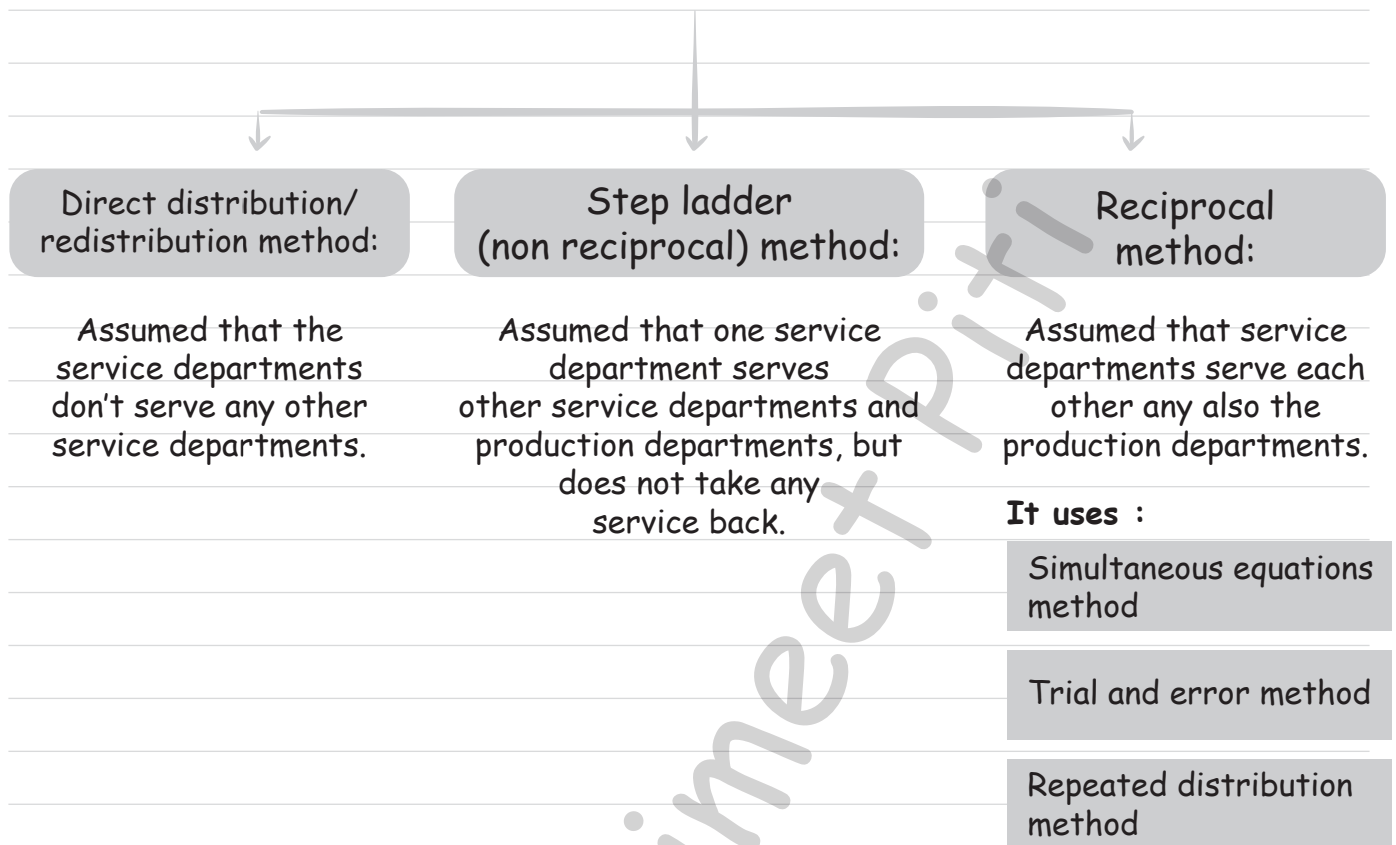 Direct distribution/
redistribution method:
Assumed that the
service departments
don't serve any other
service departments.
Step ladder
(non reciprocal) method:
Assumed that one service
department serves
other service departments and
production departments, but
does not take any
service back.
Reciprocal
method:
Assumed that service
departments serve each
other any also the
production departments.
It uses :
Simultaneous equations
method
Trial and error method
Repeated distribution
method